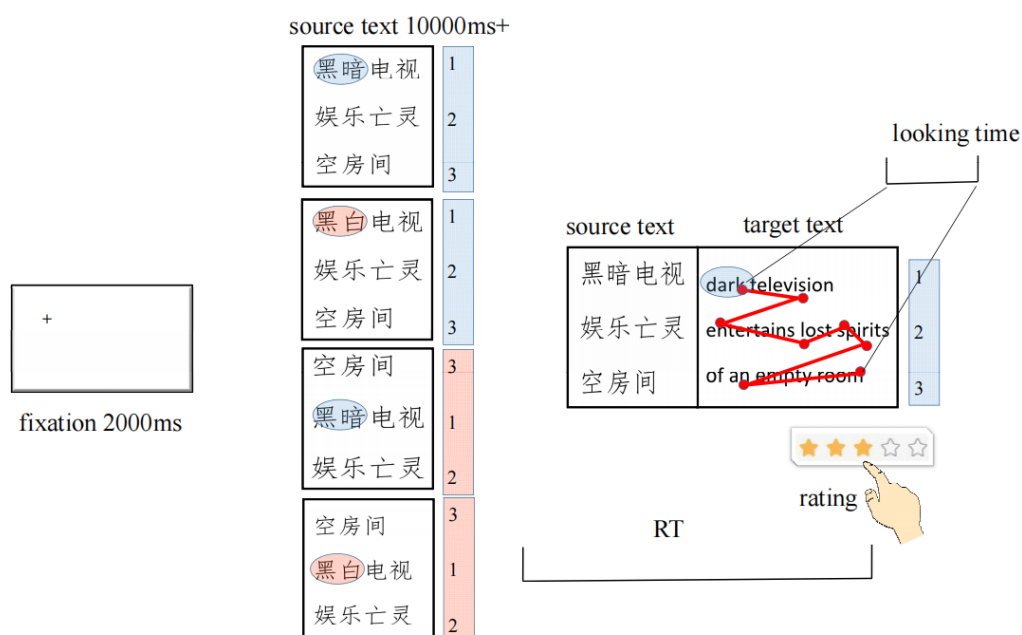 source text 10000ms+
黑暗电视
1
娱乐亡灵
2
空房间
3
黑白电视
1
娱乐亡灵
2
空房间
3
空房间
3
黑暗电视
1
娱乐亡灵
2
空房间
3
黑白电视
1
娱乐亡灵
2
+
fixation 2000ms
looking time
source text
target text
黑暗电视
dark television
1
娱乐亡灵
entertains lost spirits
2
空房间
of an empty room
3
rating
RT